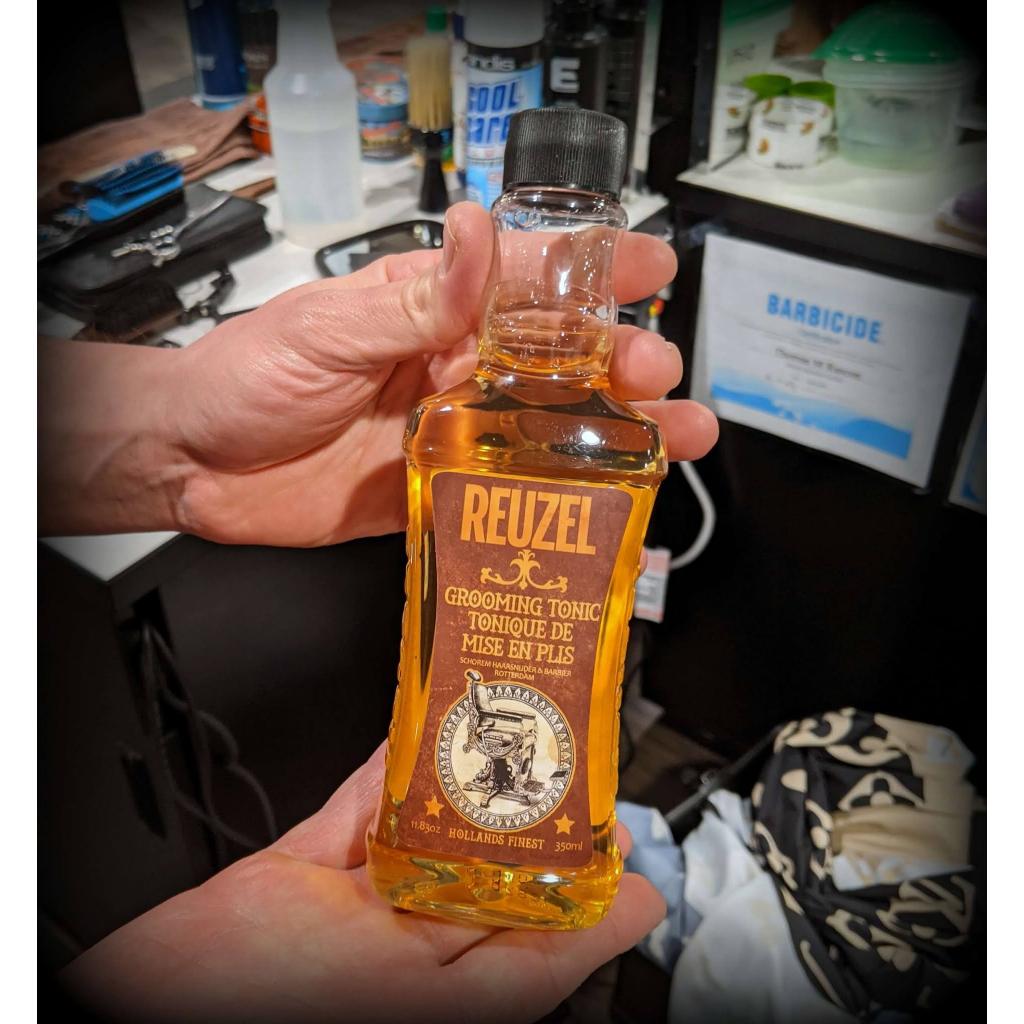 andis
COOL
care
E
BARBICIDE
REUZEL
GROOMING TONIC
TONIQUE DE
MISE EN PLIS
SCHOREM HAARSNIJDER & BARBIER
ROTTERDAM
11.83oz
HOLLANDS FINEST
350ml